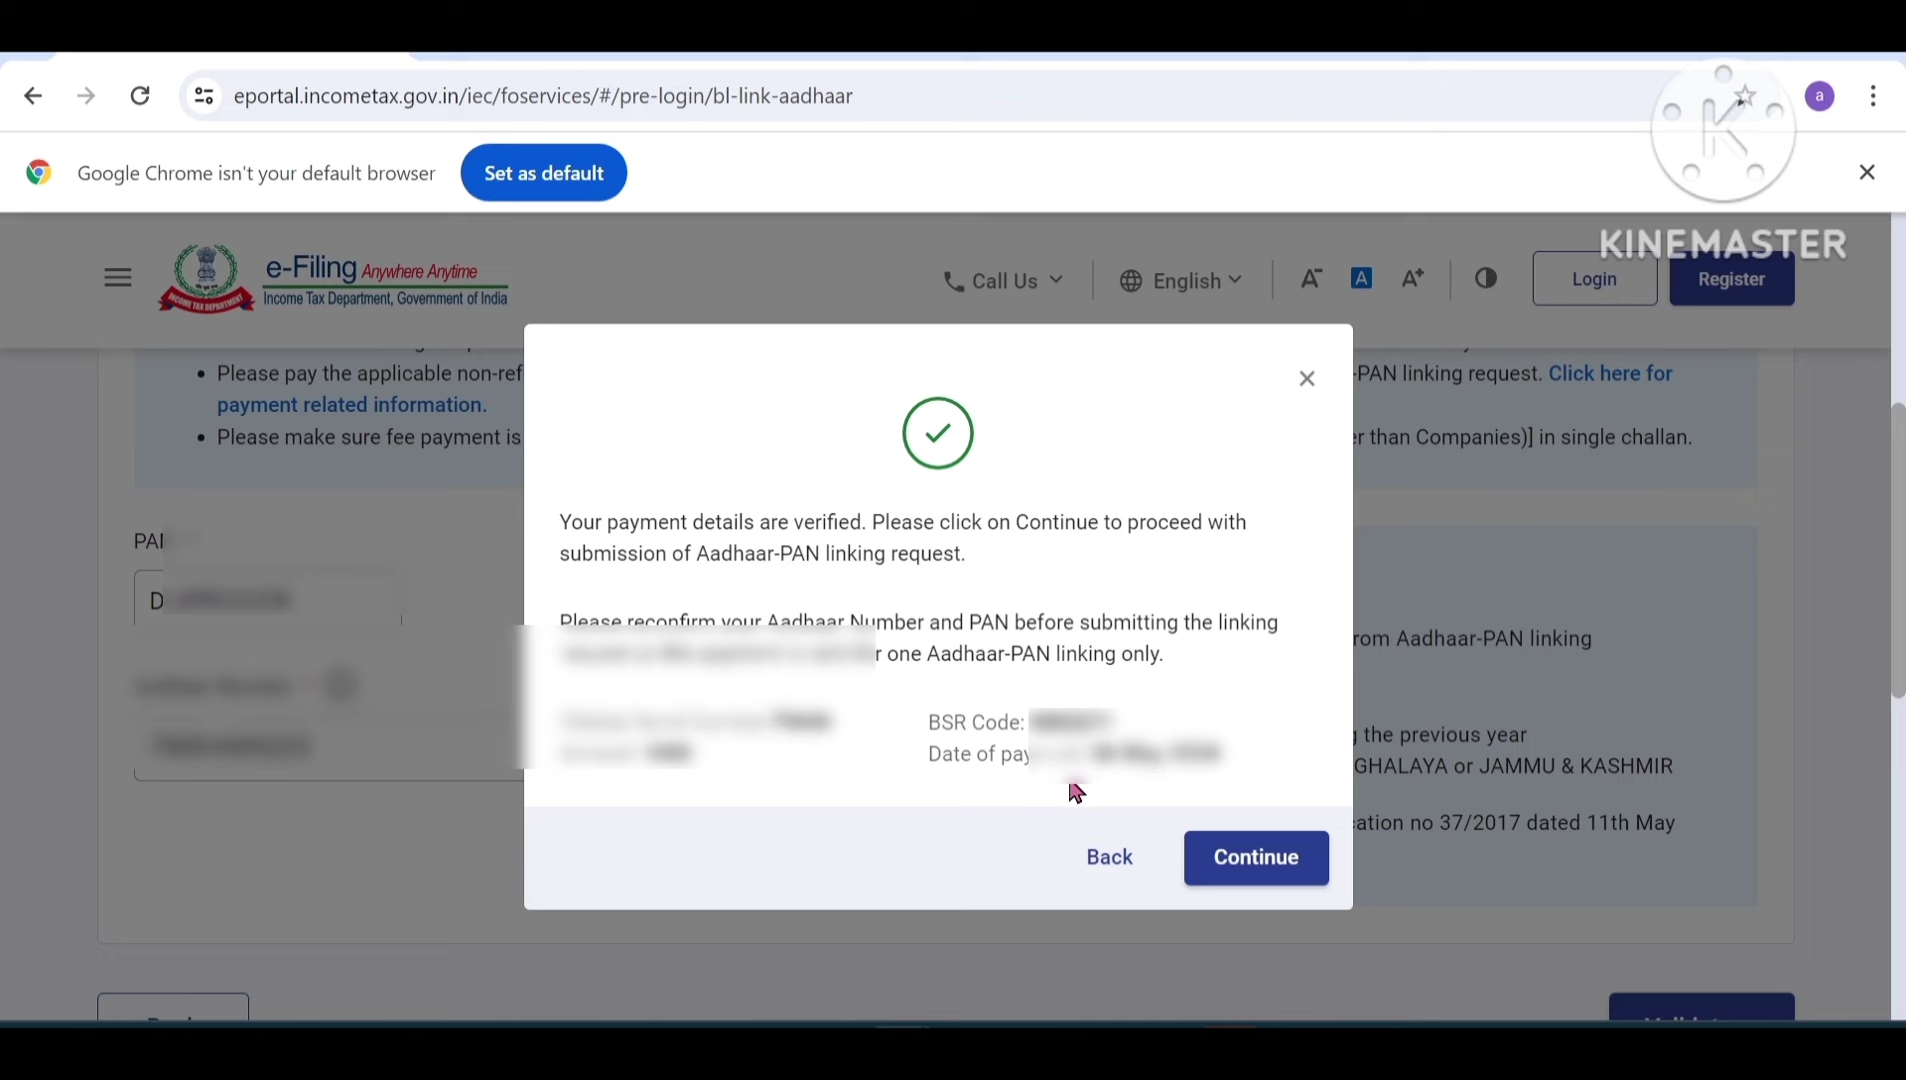 eportal.incometax.gov.in/iec/foservices/#/pre-login/bl-link-aadhaar
a
Google Chrome isn't your default browser
Set as default
K
KINEMASTER
e-Filing Anywhere Anytime
Income Tax Department, Government of India
INCOME TAX DEPARTMENT
Call Us
English
A-
A
A+
Login
Register
• Please pay the applicable non-ref
-PAN linking request. Click here for
payment related information.
• Please make sure fee payment is
er than Companies)] in single challan.
PAN
D
rom Aadhaar-PAN linking
g the previous year
GHALAYA or JAMMU & KASHMIR
cation no 37/2017 dated 11th May
Your payment details are verified. Please click on Continue to proceed with
submission of Aadhaar-PAN linking request.
Please reconfirm your Aadhaar Number and PAN before submitting the linking
r one Aadhaar-PAN linking only.
BSR Code:
Date of pay
Back
Continue